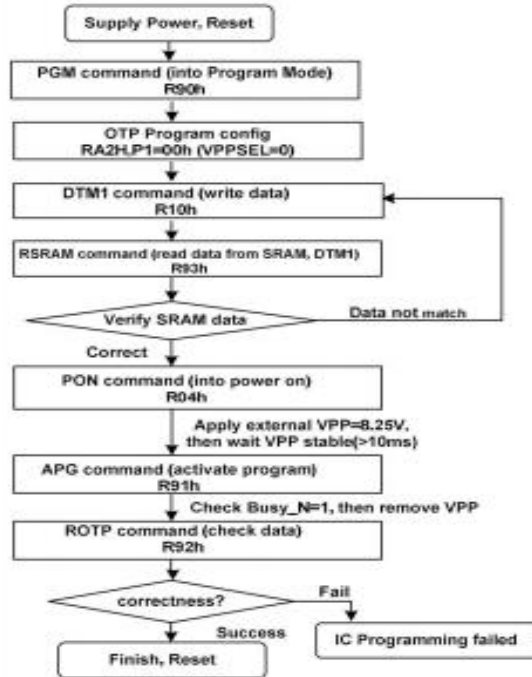 Supply Power, Reset
PGM command (into Program Mode)
R90h
OTP Program config
RA2H.P1=00h (VPPSEL=0)
DTM1 command (write data)
R10h
RSRAM command (read data from SRAM, DTM1)
R93h
Verify SRAM data
Data not match
Correct
PON command (into power on)
R04h
Apply external VPP=8.25V,
then wait VPP stable(>10ms)
APG command (activate program)
R91h
Check Busy_N=1, then remove VPP
ROTP command (check data)
R92h
correctness?
Fail
Success
IC Programming failed
Finish, Reset